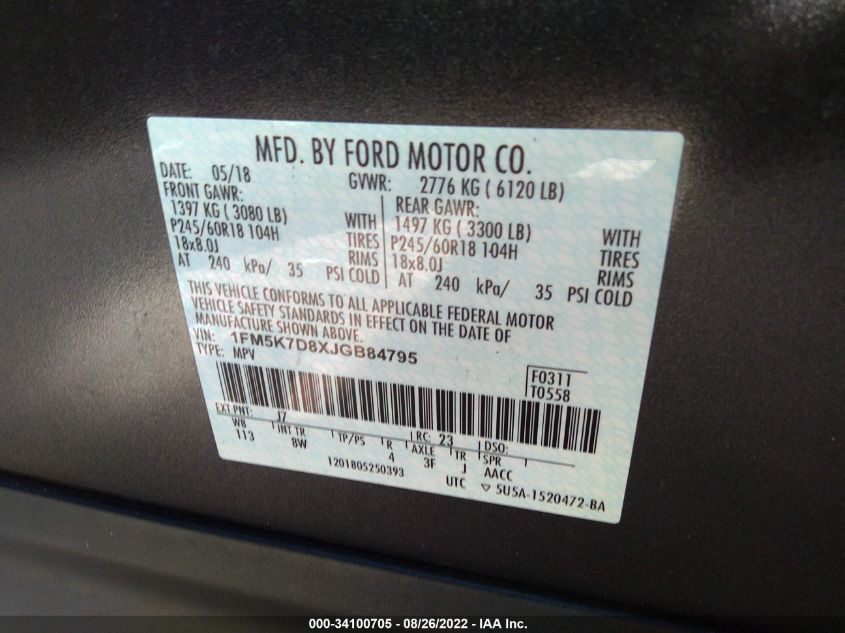 MFD. BY FORD MOTOR CO.
DATE: 05/18 GVWR: 2776 KG ( 6120 LB)
FRONT GAWR: REAR GAWR:
1397 KG ( 3080 LB) WITH 1497 KG ( 3300 LB) WITH
P245/60R18 104H TIRES P245/60R18 104H TIRES
18x8.0J RIMS 18x8.0J RIMS
AT 240 kPa/ 35 PSI COLD AT 240 kPa/ 35 PSI COLD
THIS VEHICLE CONFORMS TO ALL APPLICABLE FEDERAL MOTOR
VEHICLE SAFETY STANDARDS IN EFFECT ON THE DATE OF
MANUFACTURE SHOWN ABOVE.
VIN: 1FM5K7D8XJGB84795
TYPE: MPV
F0311
T0558
EXT PNT: J7 RC: 23 DSO:
WB INT TR TP/PS R AXLE TR SPR
113 8W 4 3F J AACC
1201805250393 UTC ▽ 5U5A-1520472-BA
000-34100705 - 08/26/2022 - IAA Inc.